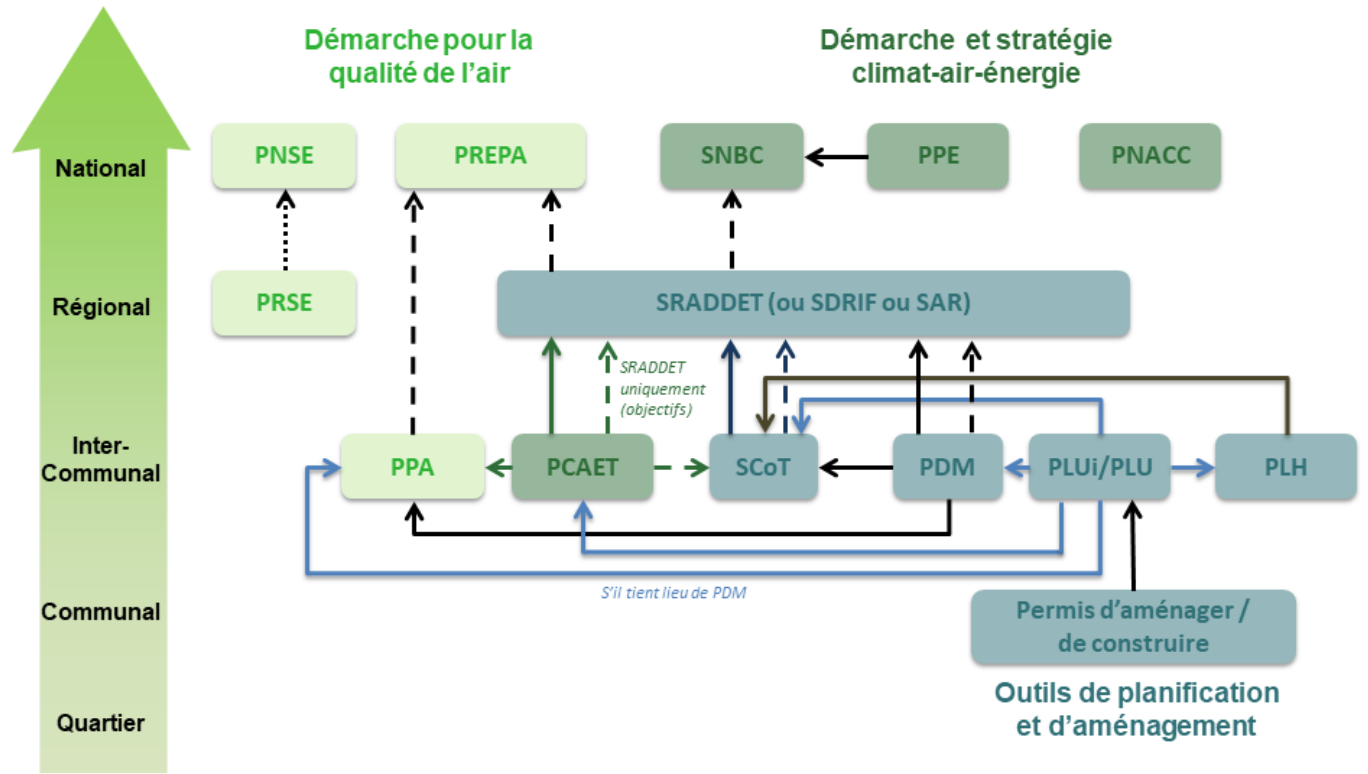 Démarche pour la
qualité de l'air
Démarche et stratégie
climat-air-énergie
National
PNSE
PREPA
SNBC
PPE
PNACC
Régional
PRSE
SRADDET (ou SDRIF ou SAR)
SRADDET
uniquement
(objectifs)
Inter-
Communal
PPA
PCAET
SCoT
PDM
PLUi/PLU
PLH
S'il tient lieu de PDM
Communal
Permis d'aménager /
de construire
Outils de planification
et d'aménagement
Quartier